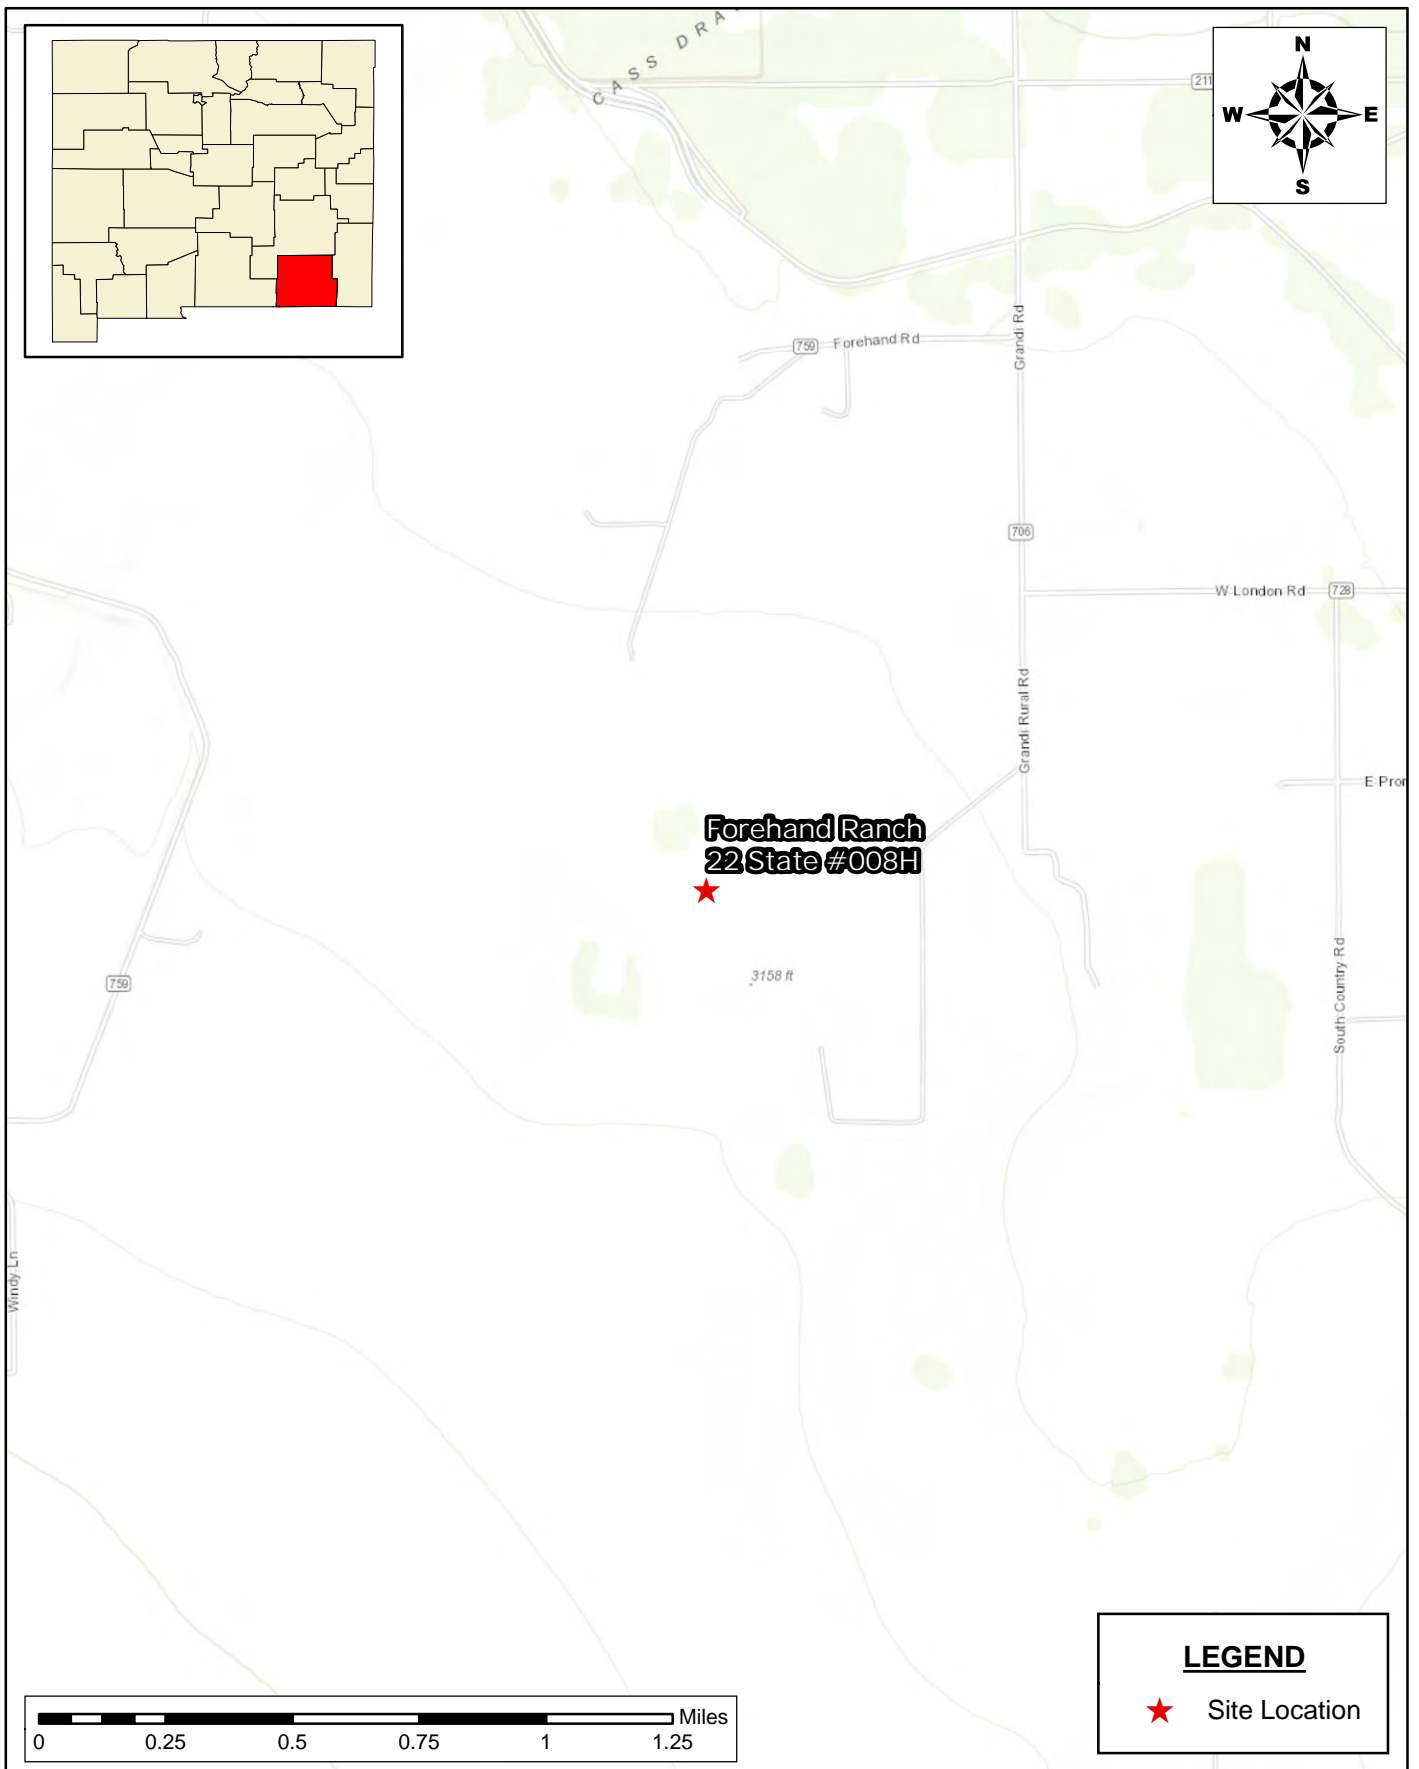 CASS DRA
211
N
W E
S
759 Forehand Rd
Grandi Rd
706
W London Rd 728
Grandi Rural Rd
E Pror
Forehand Ranch
22 State #008H
3158 ft
759
South Country Rd
Windy Ln
LEGEND
Site Location
Miles
0 0.25 0.5 0.75 1 1.25